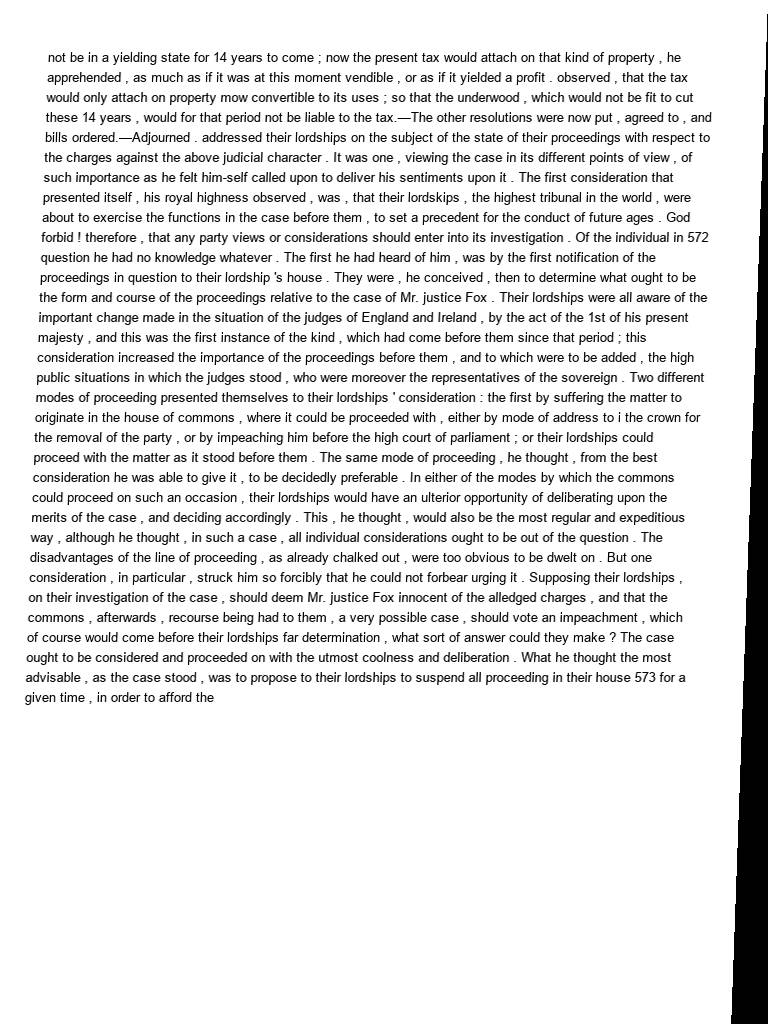 not be in a yielding state for 14 years to come ; now the present tax would attach on that kind of property , he
apprehended , as much as if it was at this moment vendible , or as if it yielded a profit . observed , that the tax
would only attach on property mow convertible to its uses ; so that the underwood , which would not be fit to cut
these 14 years , would for that period not be liable to the tax.—The other resolutions were now put , agreed to , and
bills ordered.—Adjourned . addressed their lordships on the subject of the state of their proceedings with respect to
the charges against the above judicial character . It was one , viewing the case in its different points of view , of
such importance as he felt him-self called upon to deliver his sentiments upon it . The first consideration that
presented itself , his royal highness observed , was , that their lordskips , the highest tribunal in the world , were
about to exercise the functions in the case before them , to set a precedent for the conduct of future ages . God
forbid ! therefore , that any party views or considerations should enter into its investigation . Of the individual in 572
question he had no knowledge whatever . The first he had heard of him , was by the first notification of the
proceedings in question to their lordship 's house . They were , he conceived , then to determine what ought to be
the form and course of the proceedings relative to the case of Mr. justice Fox . Their lordships were all aware of the
important change made in the situation of the judges of England and Ireland , by the act of the 1st of his present
majesty , and this was the first instance of the kind , which had come before them since that period ; this
consideration increased the importance of the proceedings before them , and to which were to be added , the high
public situations in which the judges stood , who were moreover the representatives of the sovereign . Two different
modes of proceeding presented themselves to their lordships ' consideration : the first by suffering the matter to
originate in the house of commons , where it could be proceeded with , either by mode of address to i the crown for
the removal of the party , or by impeaching him before the high court of parliament ; or their lordships could
proceed with the matter as it stood before them . The same mode of proceeding , he thought , from the best
consideration he was able to give it , to be decidedly preferable . In either of the modes by which the commons
could proceed on such an occasion , their lordships would have an ulterior opportunity of deliberating upon the
merits of the case , and deciding accordingly . This , he thought , would also be the most regular and expeditious
way , although he thought , in such a case , all individual considerations ought to be out of the question . The
disadvantages of the line of proceeding , as already chalked out , were too obvious to be dwelt on . But one
consideration , in particular , struck him so forcibly that he could not forbear urging it . Supposing their lordships ,
on their investigation of the case , should deem Mr. justice Fox innocent of the alledged charges , and that the
commons , afterwards , recourse being had to them , a very possible case , should vote an impeachment , which
of course would come before their lordships far determination , what sort of answer could they make ? The case
ought to be considered and proceeded on with the utmost coolness and deliberation . What he thought the most
advisable , as the case stood , was to propose to their lordships to suspend all proceeding in their house 573 for a
given time , in order to afford the